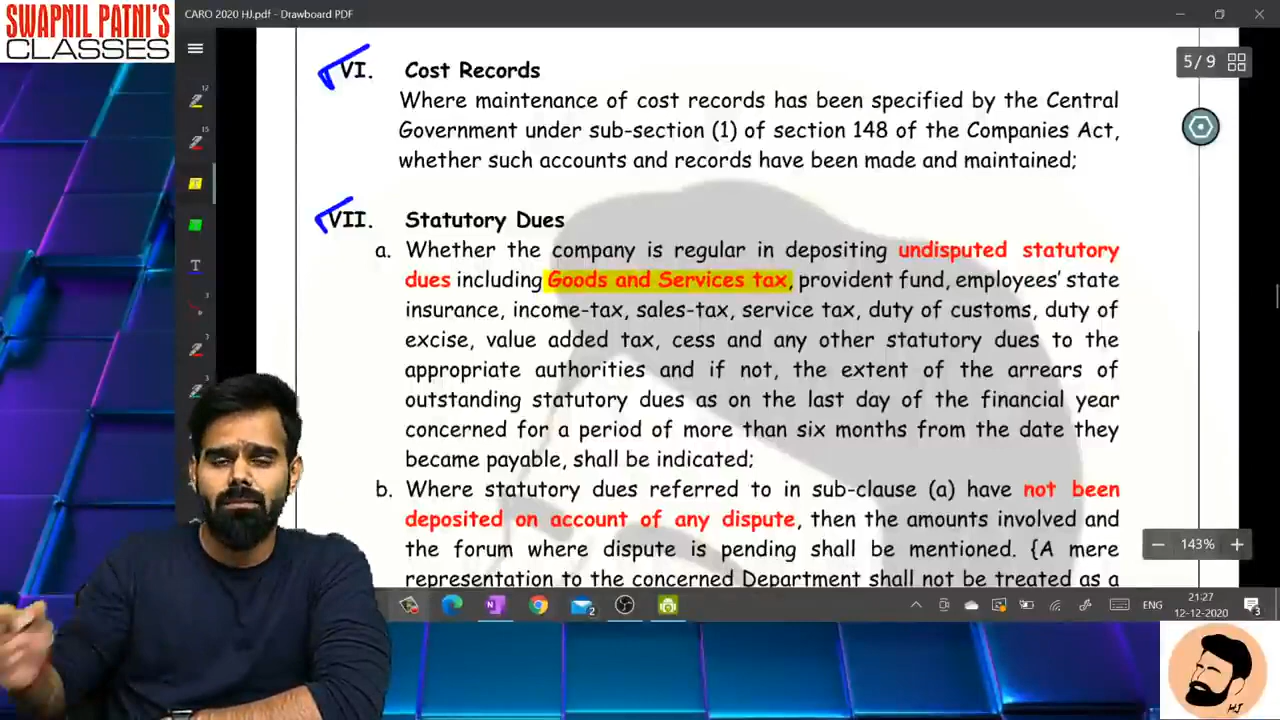 SWAPNIL PATNI'S
CLASSES
CARO 2020 HJ.pdf - Drawboard PDF
5 / 9
12
15
3
3
3
VI. Cost Records
Where maintenance of cost records has been specified by the Central
Government under sub-section (1) of section 148 of the Companies Act,
whether such accounts and records have been made and maintained;
VII. Statutory Dues
a. Whether the company is regular in depositing undisputed statutory
dues including Goods and Services tax, provident fund, employees' state
insurance, income-tax, sales-tax, service tax, duty of customs, duty of
excise, value added tax, cess and any other statutory dues to the
appropriate authorities and if not, the extent of the arrears of
outstanding statutory dues as on the last day of the financial year
concerned for a period of more than six months from the date they
became payable, shall be indicated;
b. Where statutory dues referred to in sub-clause (a) have not been
deposited on account of any dispute, then the amounts involved and
the forum where dispute is pending shall be mentioned. {A mere
representation to the concerned Department shall not be treated as a
143%
2
ENG
21:27
12-12-2020
3
HJ